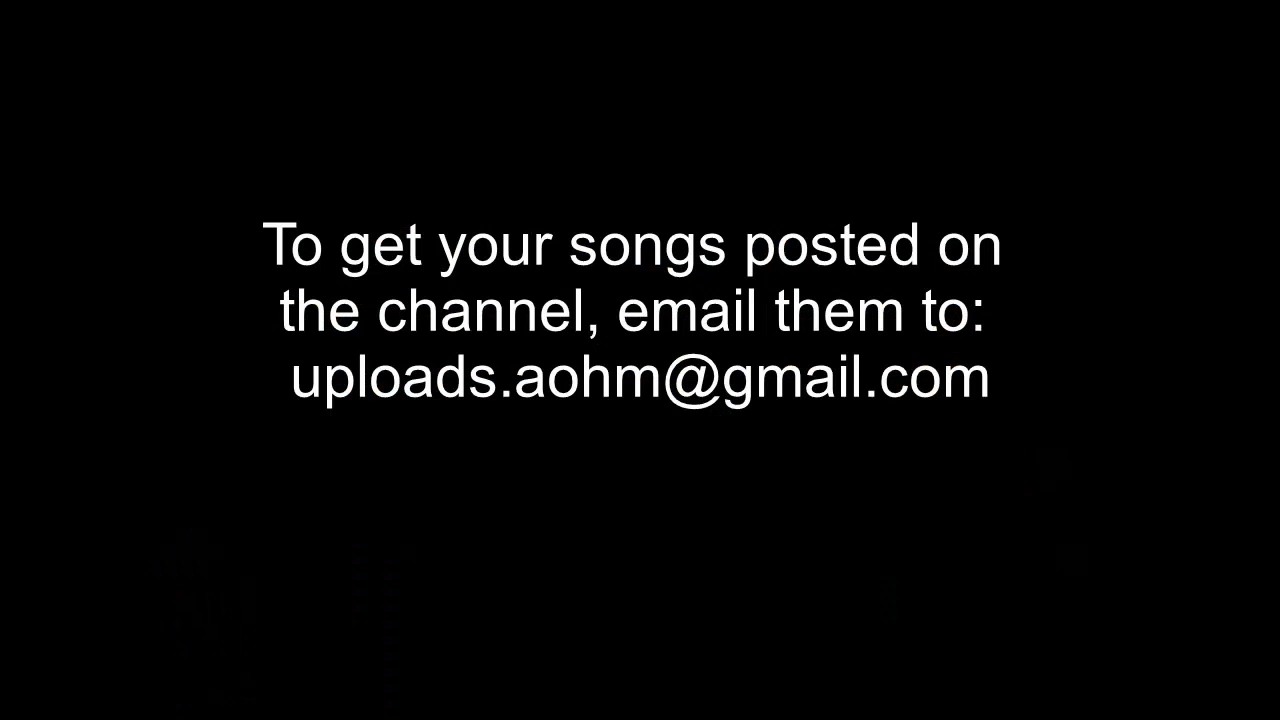 To get your songs posted on
the channel, email them to:
uploads.aohm@gmail.com